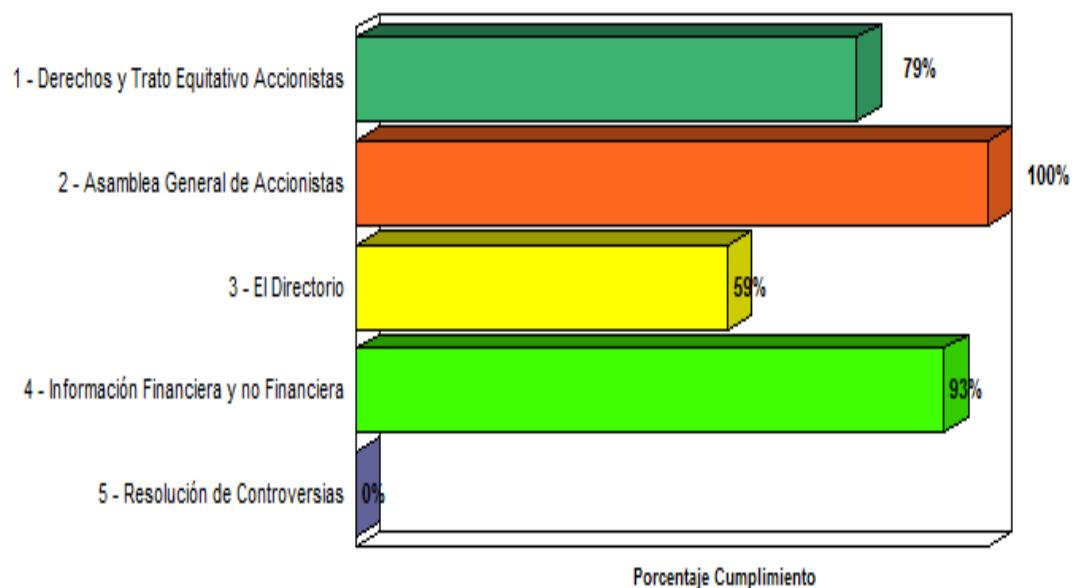 1 - Derechos y Trato Equitativo Accionistas
79%
2 - Asamblea General de Accionistas
100%
3 - El Directorio
59%
4 - Información Financiera y no Financiera
93%
5 - Resolución de Controversias
0%
Porcentaje Cumplimiento